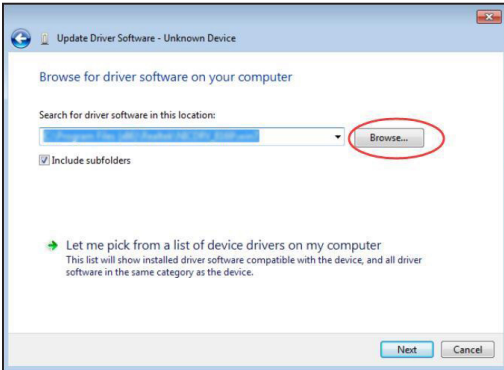 Update Driver Software - Unknown Device
Browse for driver software on your computer
Search for driver software in this location:
Browse...
Include subfolders
Let me pick from a list of device drivers on my computer
This list will show installed driver software compatible with the device, and all driver
software in the same category as the device.
Next
Cancel